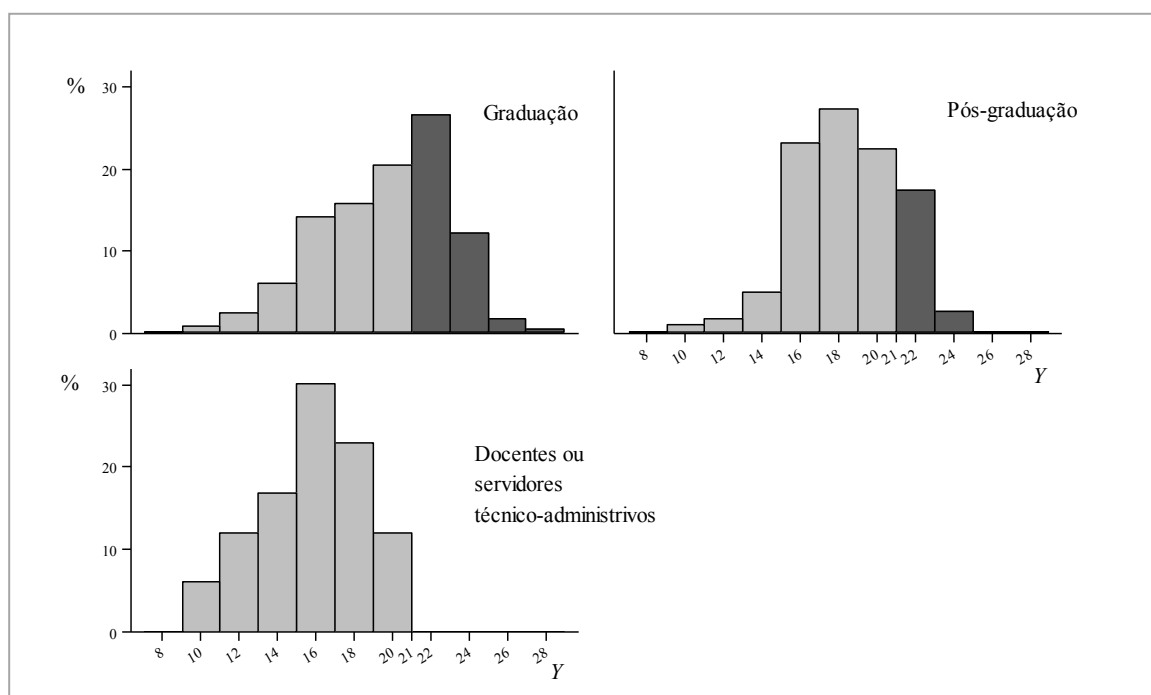 %
30
20
10
0
Graduação
Pós-graduação
8 10 12 14 16 18 20 21 22 24 26 28
Y
%
30
20
10
0
Docentes ou
servidores
técnico-administrivos
8 10 12 14 16 18 20 21 22 24 26 28
Y